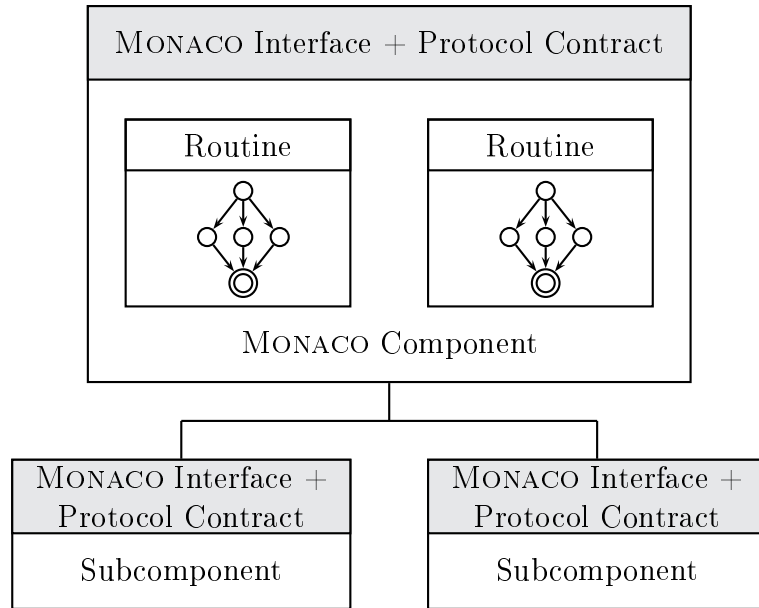 MONACO Interface + Protocol Contract
Routine
Routine
MONACO Component
MONACO Interface +
Protocol Contract
Subcomponent
MONACO Interface +
Protocol Contract
Subcomponent